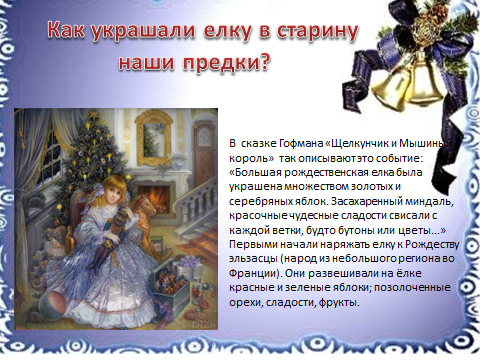 Как украшали елку в старину
наши предки?
В сказке Гофмана «Щелкунчик и Мышиный
король» так описывают это событие:
«Большая рождественская елка была
украшена множеством золотых и
серебряных яблок. Засахаренный миндаль,
красочные чудесные сладости свисали с
каждой ветки, будто бутоны или цветы...»
Первыми начали наряжать елку к Рождеству
эльзасцы (народ из небольшого региона во
Франции). Они развешивали на ёлке
красные и зеленые яблоки; позолоченные
орехи, сладости, фрукты.